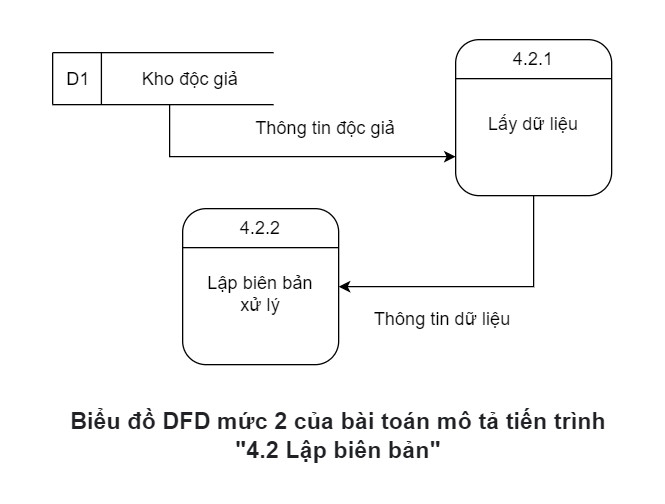 4.2.1
D1
Kho độc giả
Lấy dữ liệu
Thông tin độc giả
4.2.2
Lập biên bản
xử lý
Thông tin dữ liệu
Biểu đồ DFD mức 2 của bài toán mô tả tiến trình
"4.2 Lập biên bản"